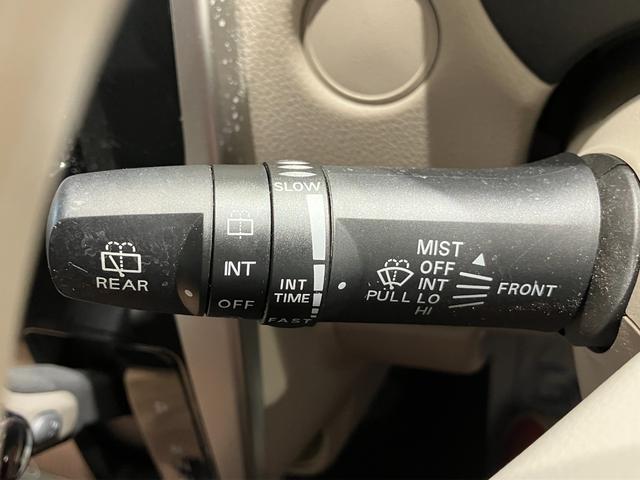 REAR
INT
OFF
SLOW
INT
TIME
FAST
MIST
OFF
INT
PULL LO
HI
FRONT